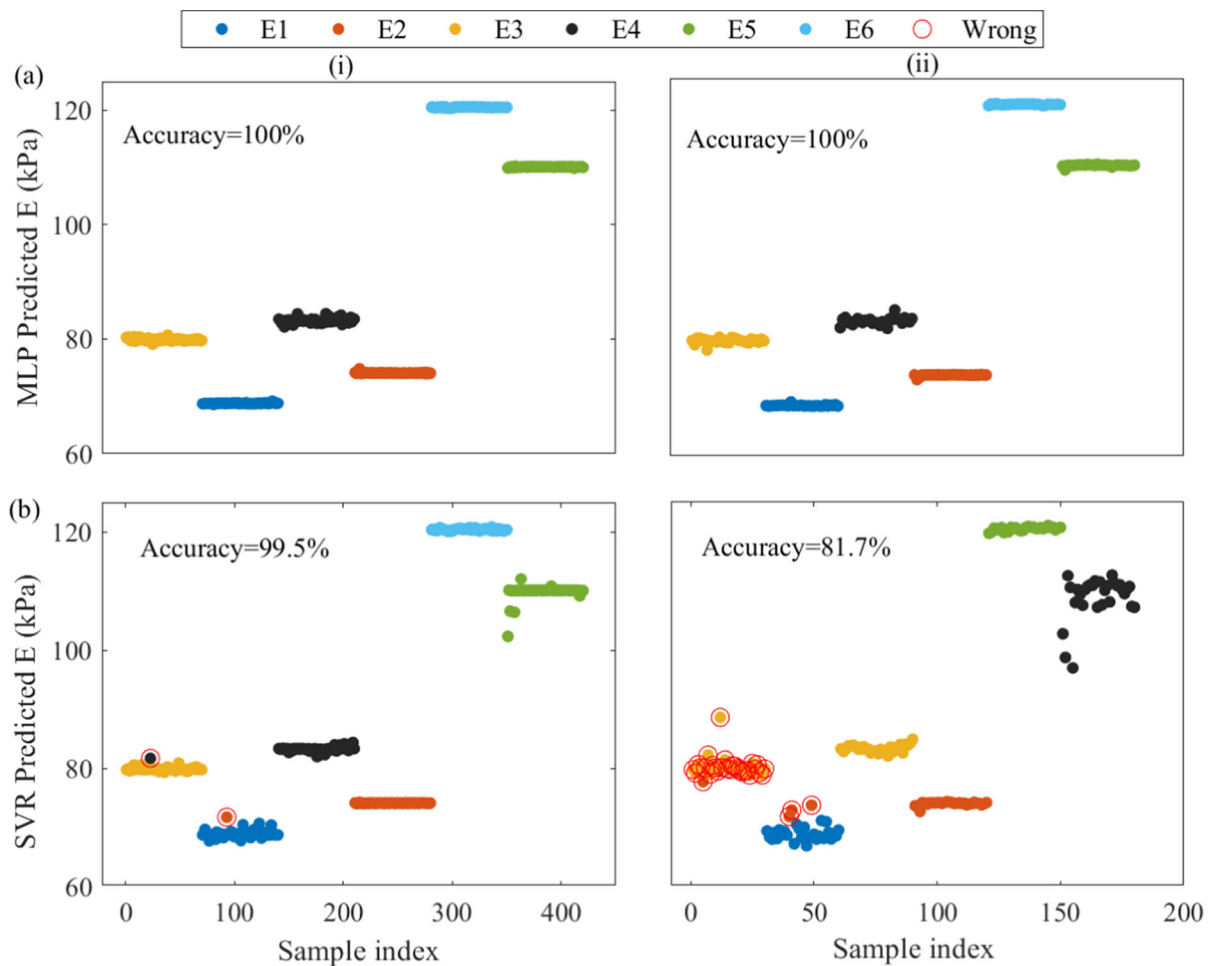 E1 E2 E3 E4 E5 E6 Wrong
(a) (i) (ii)
MLP Predicted E (kPa)
120
100
80
60
Accuracy=100%
Accuracy=100%
(b)
SVR Predicted E (kPa)
120
100
80
60
Accuracy=99.5%
Accuracy=81.7%
0 100 200 300 400
Sample index
0 50 100 150 200
Sample index